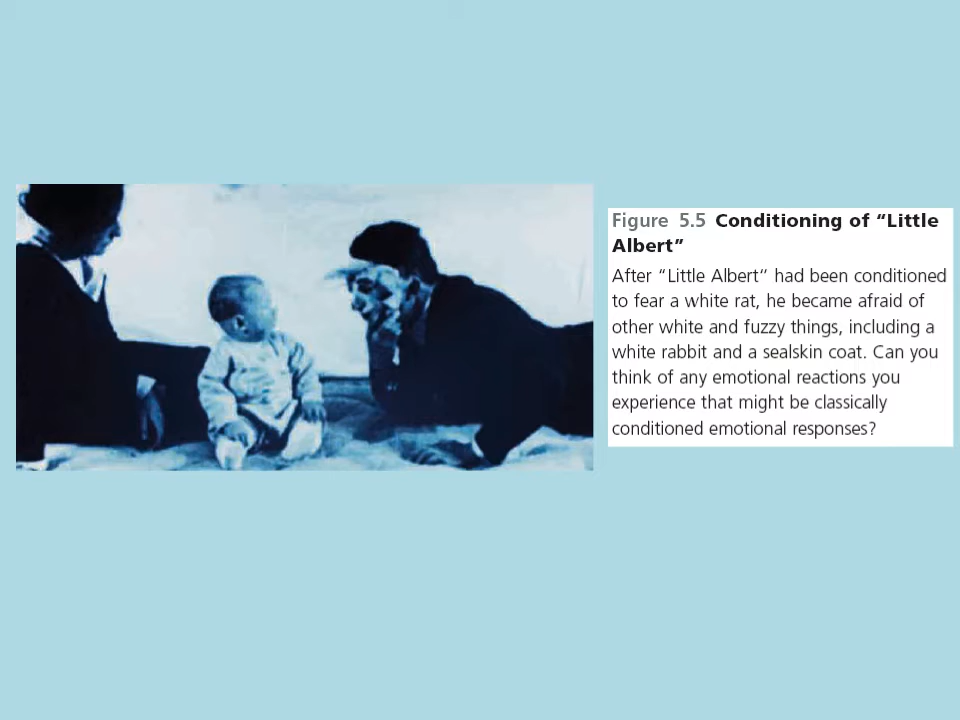 Figure 5.5 Conditioning of “Little
Albert”
After “Little Albert” had been conditioned
to fear a white rat, he became afraid of
other white and fuzzy things, including a
white rabbit and a sealskin coat. Can you
think of any emotional reactions you
experience that might be classically
conditioned emotional responses?